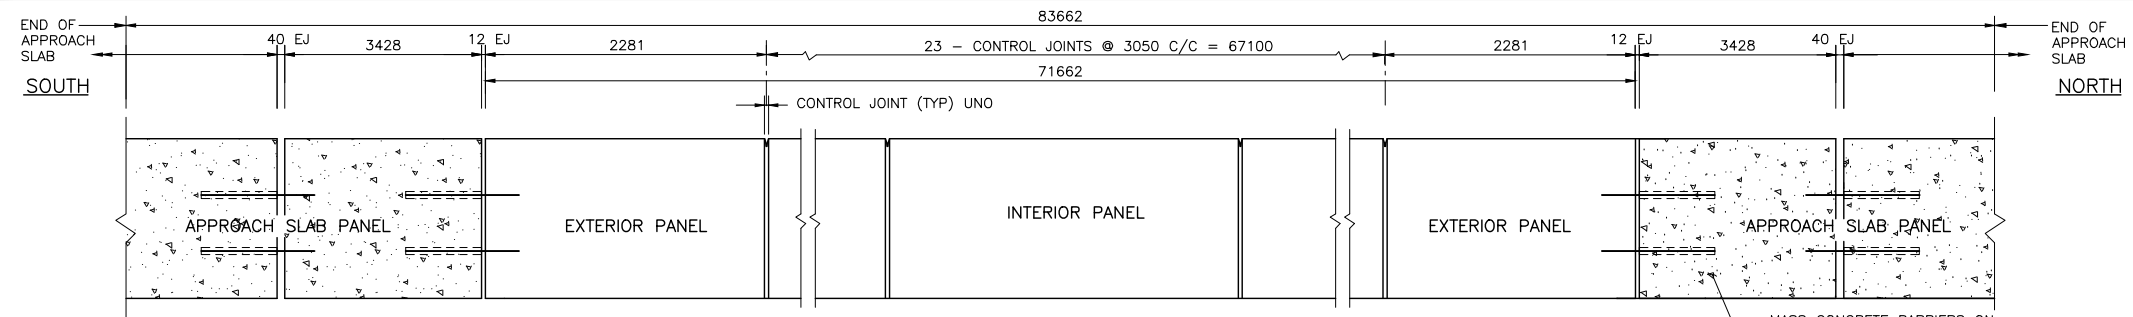 83662
END OF
APPROACH
SLAB
40 EJ
3428
12 EJ
2281
23 - CONTROL JOINTS @ 3050 C/C = 67100
2281
12 EJ
3428
40 EJ
END OF
APPROACH
SLAB
71662
SOUTH
NORTH
CONTROL JOINT (TYP) UNO
APPROACH SLAB PANEL
EXTERIOR PANEL
INTERIOR PANEL
EXTERIOR PANEL
APPROACH SLAB PANEL